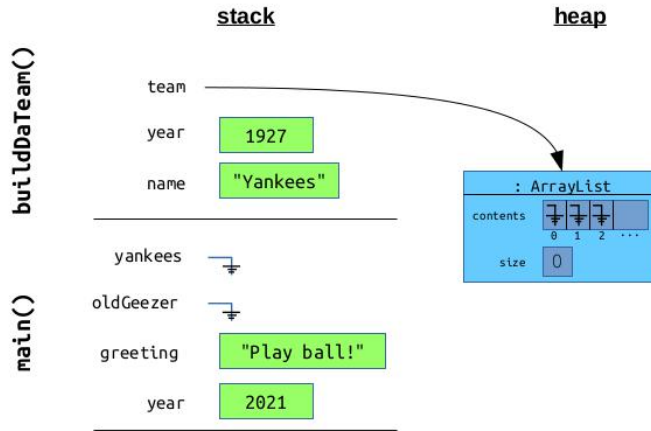 stack
heap
buildDaTeam()
team
year 1927
name "Yankees"
: ArrayList
contents
0 1 2 ...
size 0
main()
yankees
oldGeezer
greeting "Play ball!"
year 2021